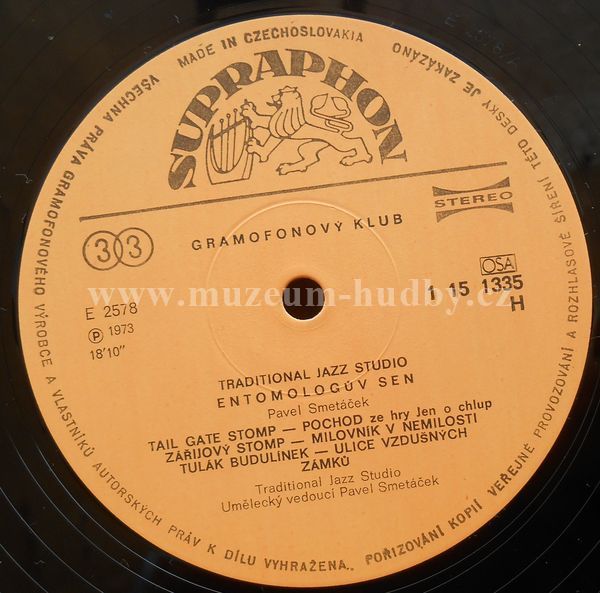 MADE IN CZECHOSLOVAKIA
VŠECHNA PRÁVA GRAMOFONOVÉHO VÝROBCE A VLASTNÍKŮ AUTORSKÝCH PRÁV K DÍLU VYHRAŽENA. POŘIZOVÁNÍ KOPIÍ VEŘEJNÉ PROVOZOVÁNÍ A ROZHLASOVÉ ŠÍŘENÍ TÉTO DESKY JE ZAKÁZÁNO
SUPRAPHON
STEREO
33
GRAMOFONOVÝ KLUB
OSA
www.muzeum-hudby.cz
E 2578
1 15 1335
H
Ⓟ 1973
18'10"
TRADITIONAL JAZZ STUDIO
ENTOMOLOGŮV SEN
Pavel Smetáček
TAIL GATE STOMP — POCHOD ze hry Jen o chlup
ZÁŘIJOVÝ STOMP — MILOVNÍK V NEMILOSTI
TULÁK BUDULÍNEK — ULICE VZDUŠNÝCH
ZÁMKŮ
Traditional Jazz Studio
Umělecký vedoucí Pavel Smetáček